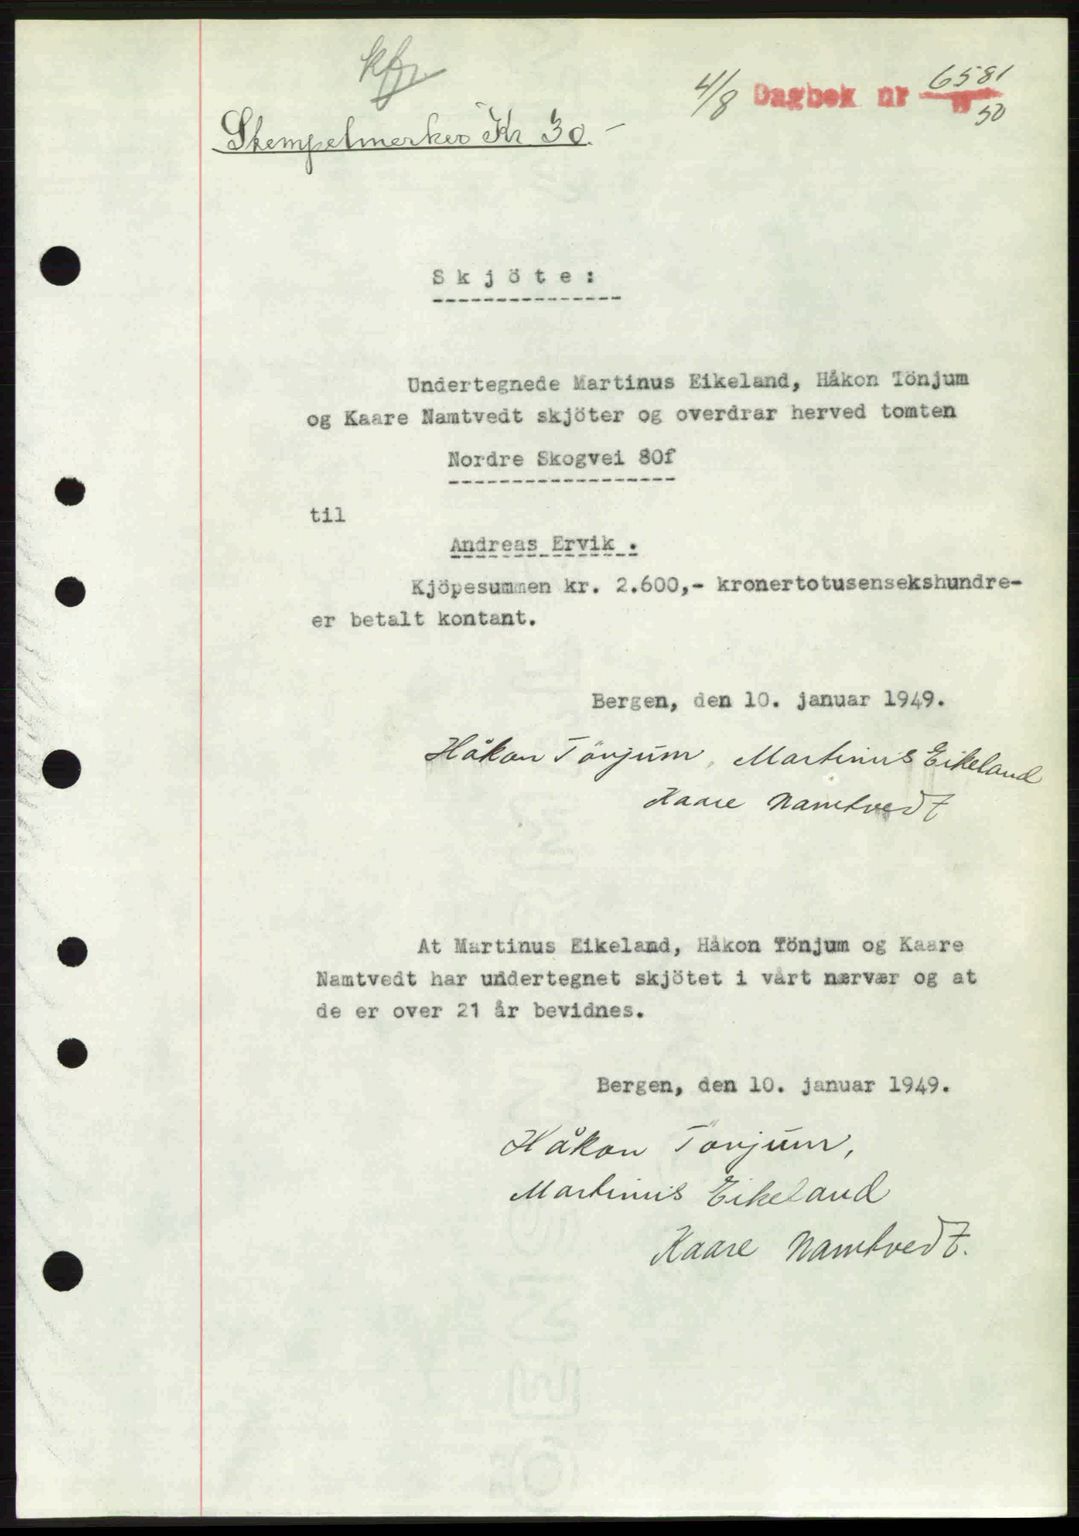 kfr
4/8 Dagbok nr 6581
50
Stempelmerker Kr 30.-
Skjöte:
Undertegnede Martinus Eikeland, Håkon Tönjum
og Kaare Namtvedt skjöter og overdrar herved tomten
Nordre Skogvei 80f
til
Andreas Ervik.
Kjöpesummen kr. 2.600,- kronertotusensekshundre-
er betalt kontant.
Bergen, den 10. januar 1949.
Håkon Tönjum, Martinus Eikeland
Kaare Namtvedt
At Martinus Eikeland, Håkon Tönjum og Kaare
Namtvedt har undertegnet skjötet i vårt nærvær og at
de er over 21 år bevidnes.
Bergen, den 10. januar 1949.
Håkon Tönjum,
Martinus Eikeland
Kaare Namtvedt.